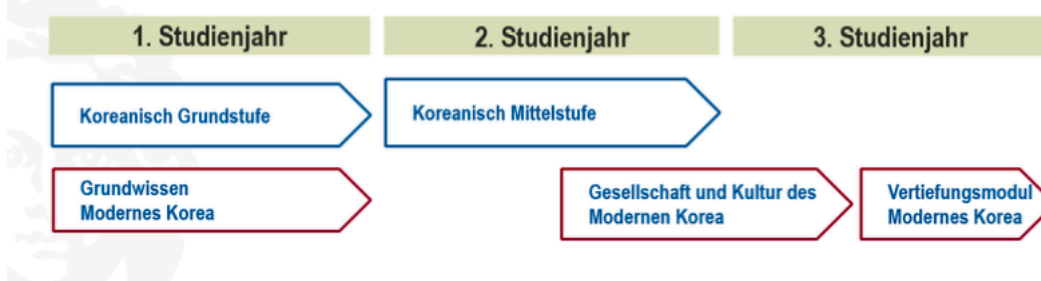 1. Studienjahr
2. Studienjahr
3. Studienjahr
Koreanisch Grundstufe
Koreanisch Mittelstufe
Grundwissen
Modernes Korea
Gesellschaft und Kultur des
Modernen Korea
Vertiefungsmodul
Modernes Korea